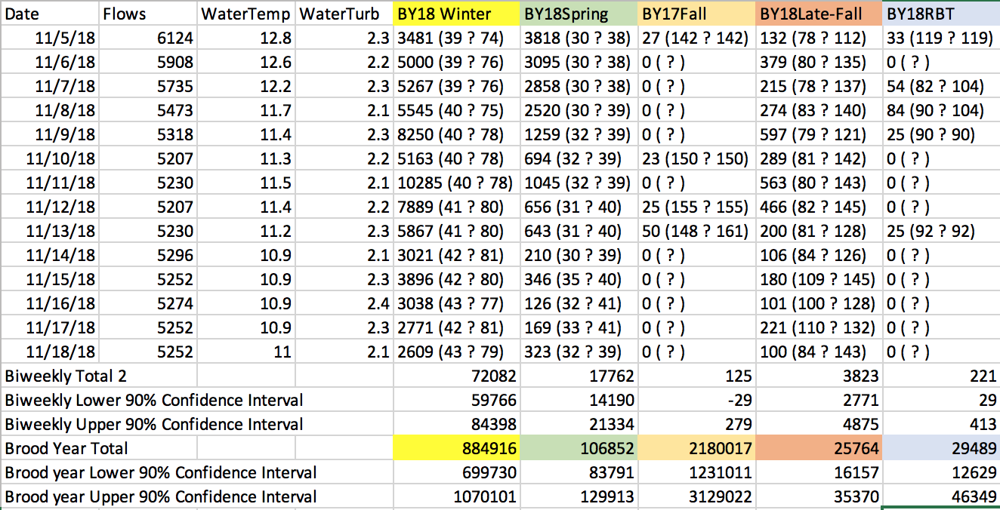 Date Flows WaterTemp WaterTurb BY18 Winter BY18Spring BY17Fall BY18Late-Fall BY18RBT
11/5/18 6124 12.8 2.3 3481 (39 ? 74) 3818 (30 ? 38) 27 (142 ? 142) 132 (78 ? 112) 33 (119 ? 119)
11/6/18 5908 12.6 2.2 5000 (39 ? 76) 3095 (30 ? 38) 0 ( ? ) 379 (80 ? 135) 0 ( ? )
11/7/18 5735 12.2 2.3 5267 (39 ? 76) 2858 (30 ? 38) 0 ( ? ) 215 (78 ? 137) 54 (82 ? 104)
11/8/18 5473 11.7 2.1 5545 (40 ? 75) 2520 (30 ? 39) 0 ( ? ) 274 (83 ? 140) 84 (90 ? 104)
11/9/18 5318 11.4 2.3 8250 (40 ? 78) 1259 (32 ? 39) 0 ( ? ) 597 (79 ? 121) 25 (90 ? 90)
11/10/18 5207 11.3 2.2 5163 (40 ? 78) 694 (32 ? 39) 23 (150 ? 150) 289 (81 ? 142) 0 ( ? )
11/11/18 5230 11.5 2.1 10285 (40 ? 78) 1045 (32 ? 39) 0 ( ? ) 563 (80 ? 143) 0 ( ? )
11/12/18 5207 11.4 2.2 7889 (41 ? 80) 656 (31 ? 40) 25 (155 ? 155) 466 (82 ? 145) 0 ( ? )
11/13/18 5230 11.2 2.3 5867 (41 ? 80) 643 (31 ? 40) 50 (148 ? 161) 200 (81 ? 128) 25 (92 ? 92)
11/14/18 5296 10.9 2.1 3021 (42 ? 81) 210 (30 ? 39) 0 ( ? ) 106 (84 ? 126) 0 ( ? )
11/15/18 5252 10.9 2.3 3896 (42 ? 80) 346 (35 ? 40) 0 ( ? ) 180 (109 ? 145) 0 ( ? )
11/16/18 5274 10.9 2.4 3038 (43 ? 77) 126 (32 ? 41) 0 ( ? ) 101 (100 ? 128) 0 ( ? )
11/17/18 5252 10.9 2.3 2771 (42 ? 81) 169 (33 ? 41) 0 ( ? ) 221 (110 ? 132) 0 ( ? )
11/18/18 5252 11 2.1 2609 (43 ? 79) 323 (32 ? 39) 0 ( ? ) 100 (84 ? 143) 0 ( ? )
Biweekly Total 2 72082 17762 125 3823 221
Biweekly Lower 90% Confidence Interval 59766 14190 -29 2771 29
Biweekly Upper 90% Confidence Interval 84398 21334 279 4875 413
Brood Year Total 884916 106852 2180017 25764 29489
Brood year Lower 90% Confidence Interval 699730 83791 1231011 16157 12629
Brood year Upper 90% Confidence Interval 1070101 129913 3129022 35370 46349